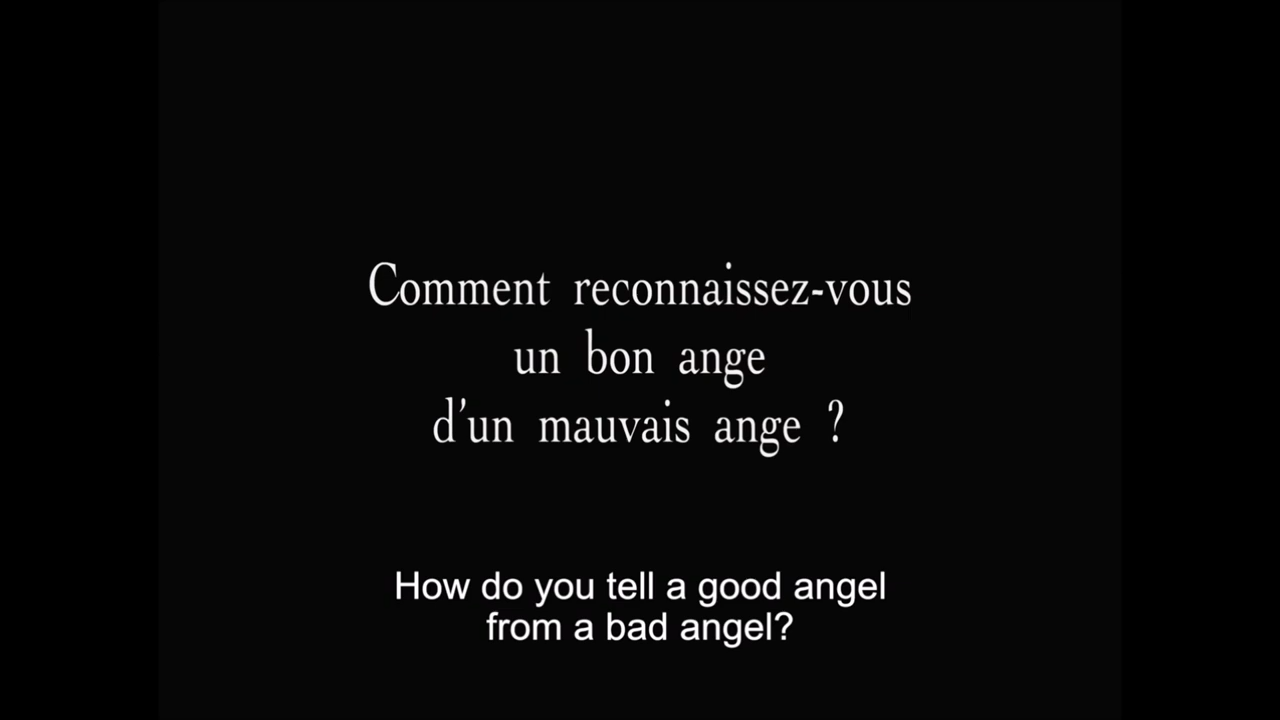 Comment reconnaissez-vous
un bon ange
d'un mauvais ange ?
How do you tell a good angel
from a bad angel?